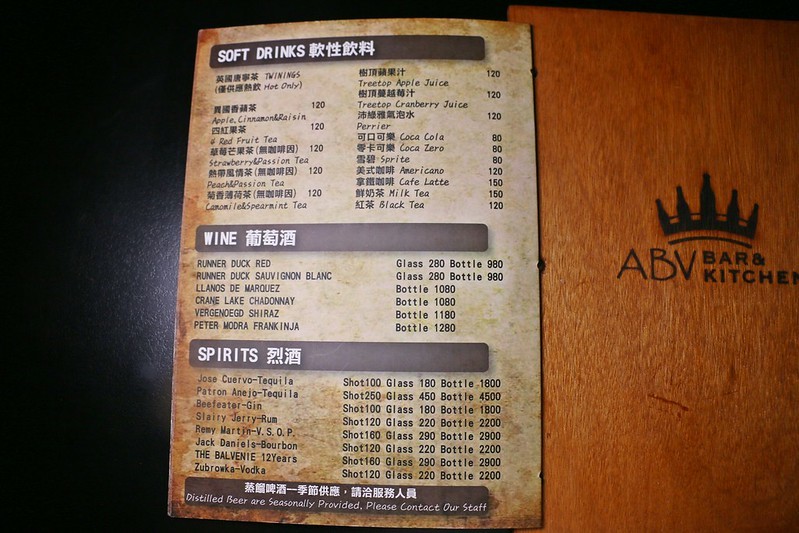 SOFT DRINKS 軟性飲料
英國唐寧茶 TWININGS
(僅供應熱飲 Hot Only)
異國香蘋茶 120
Apple,Cinnamon&Raisin
四紅果茶 120
4 Red Fruit Tea
草莓芒果茶(無咖啡因) 120
Strawberry&Passion Tea
熱帶風情茶(無咖啡因) 120
Peach&Passion Tea
菊香薄荷茶(無咖啡因) 120
Camomile&Spearmint Tea
樹頂蘋果汁 120
Treetop Apple Juice
樹頂蔓越莓汁 120
Treetop Cranberry Juice
沛綠雅氣泡水 120
Perrier
可口可樂 Coca Cola 80
零卡可樂 Coca Zero 80
雪碧 Sprite 80
美式咖啡 Americano 120
拿鐵咖啡 Cafe Latte 150
鮮奶茶 Milk Tea 150
紅茶 Black Tea 120
WINE 葡萄酒
RUNNER DUCK RED Glass 280 Bottle 980
RUNNER DUCK SAUVIGNON BLANC Glass 280 Bottle 980
LLANOS DE MARQUEZ Bottle 1080
CRANE LAKE CHADONNAY Bottle 1080
VERGENOEGD SHIRAZ Bottle 1180
PETER MODRA FRANKINJA Bottle 1280
SPIRITS 烈酒
Jose Cuervo-Tequila Shot100 Glass 180 Bottle 1800
Patron Anejo-Tequila Shot250 Glass 450 Bottle 4500
Beefeater-Gin Shot100 Glass 180 Bottle 1800
Slairy Jerry-Rum Shot120 Glass 220 Bottle 2200
Remy Martin-V.S.O.P. Shot160 Glass 290 Bottle 2900
Jack Daniels-Bourbon Shot120 Glass 220 Bottle 2200
THE BALVENIE 12Years Shot160 Glass 290 Bottle 2900
Zubrowka-Vodka Shot120 Glass 220 Bottle 2200
蒸餾啤酒一季節供應，請洽服務人員
Distilled Beer are Seasonally Provided, Please Contact Our Staff
ABV BAR& KITCHEN